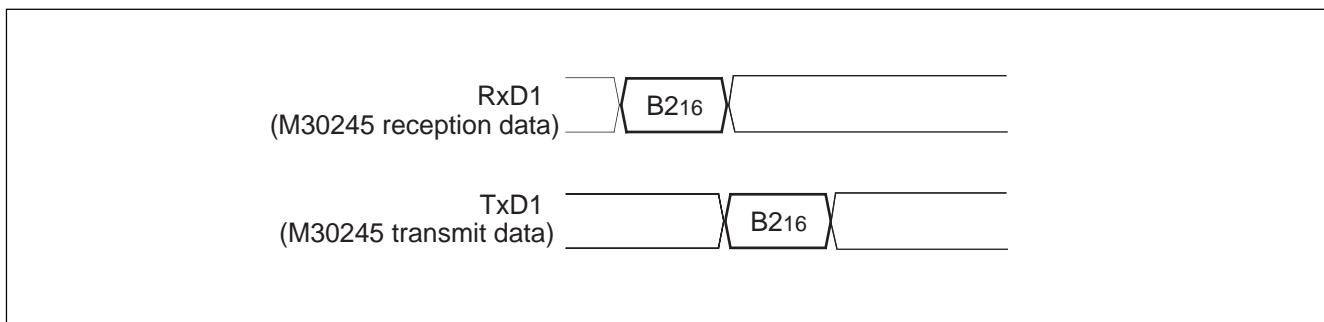 RxD1
(M30245 reception data)
B216
TxD1
(M30245 transmit data)
B216